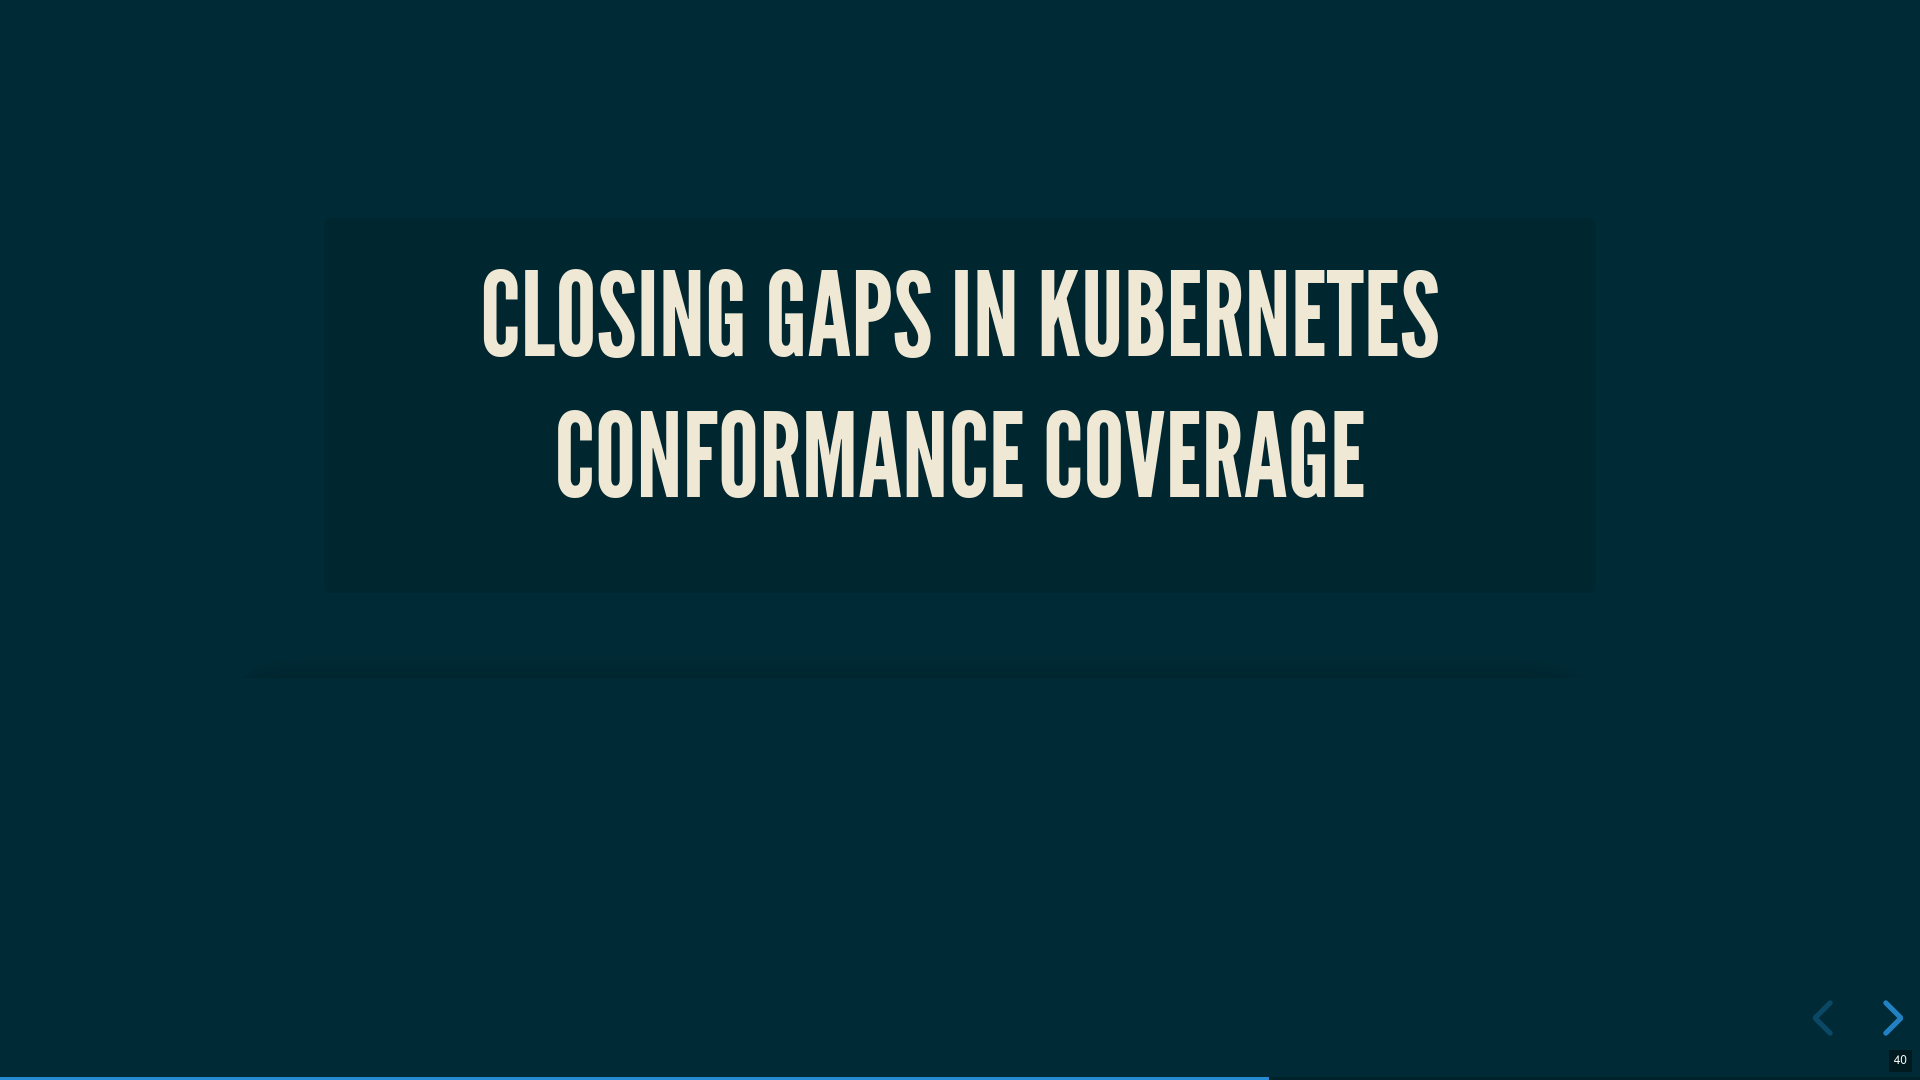 CLOSING GAPS IN KUBERNETES
CONFORMANCE COVERAGE
40